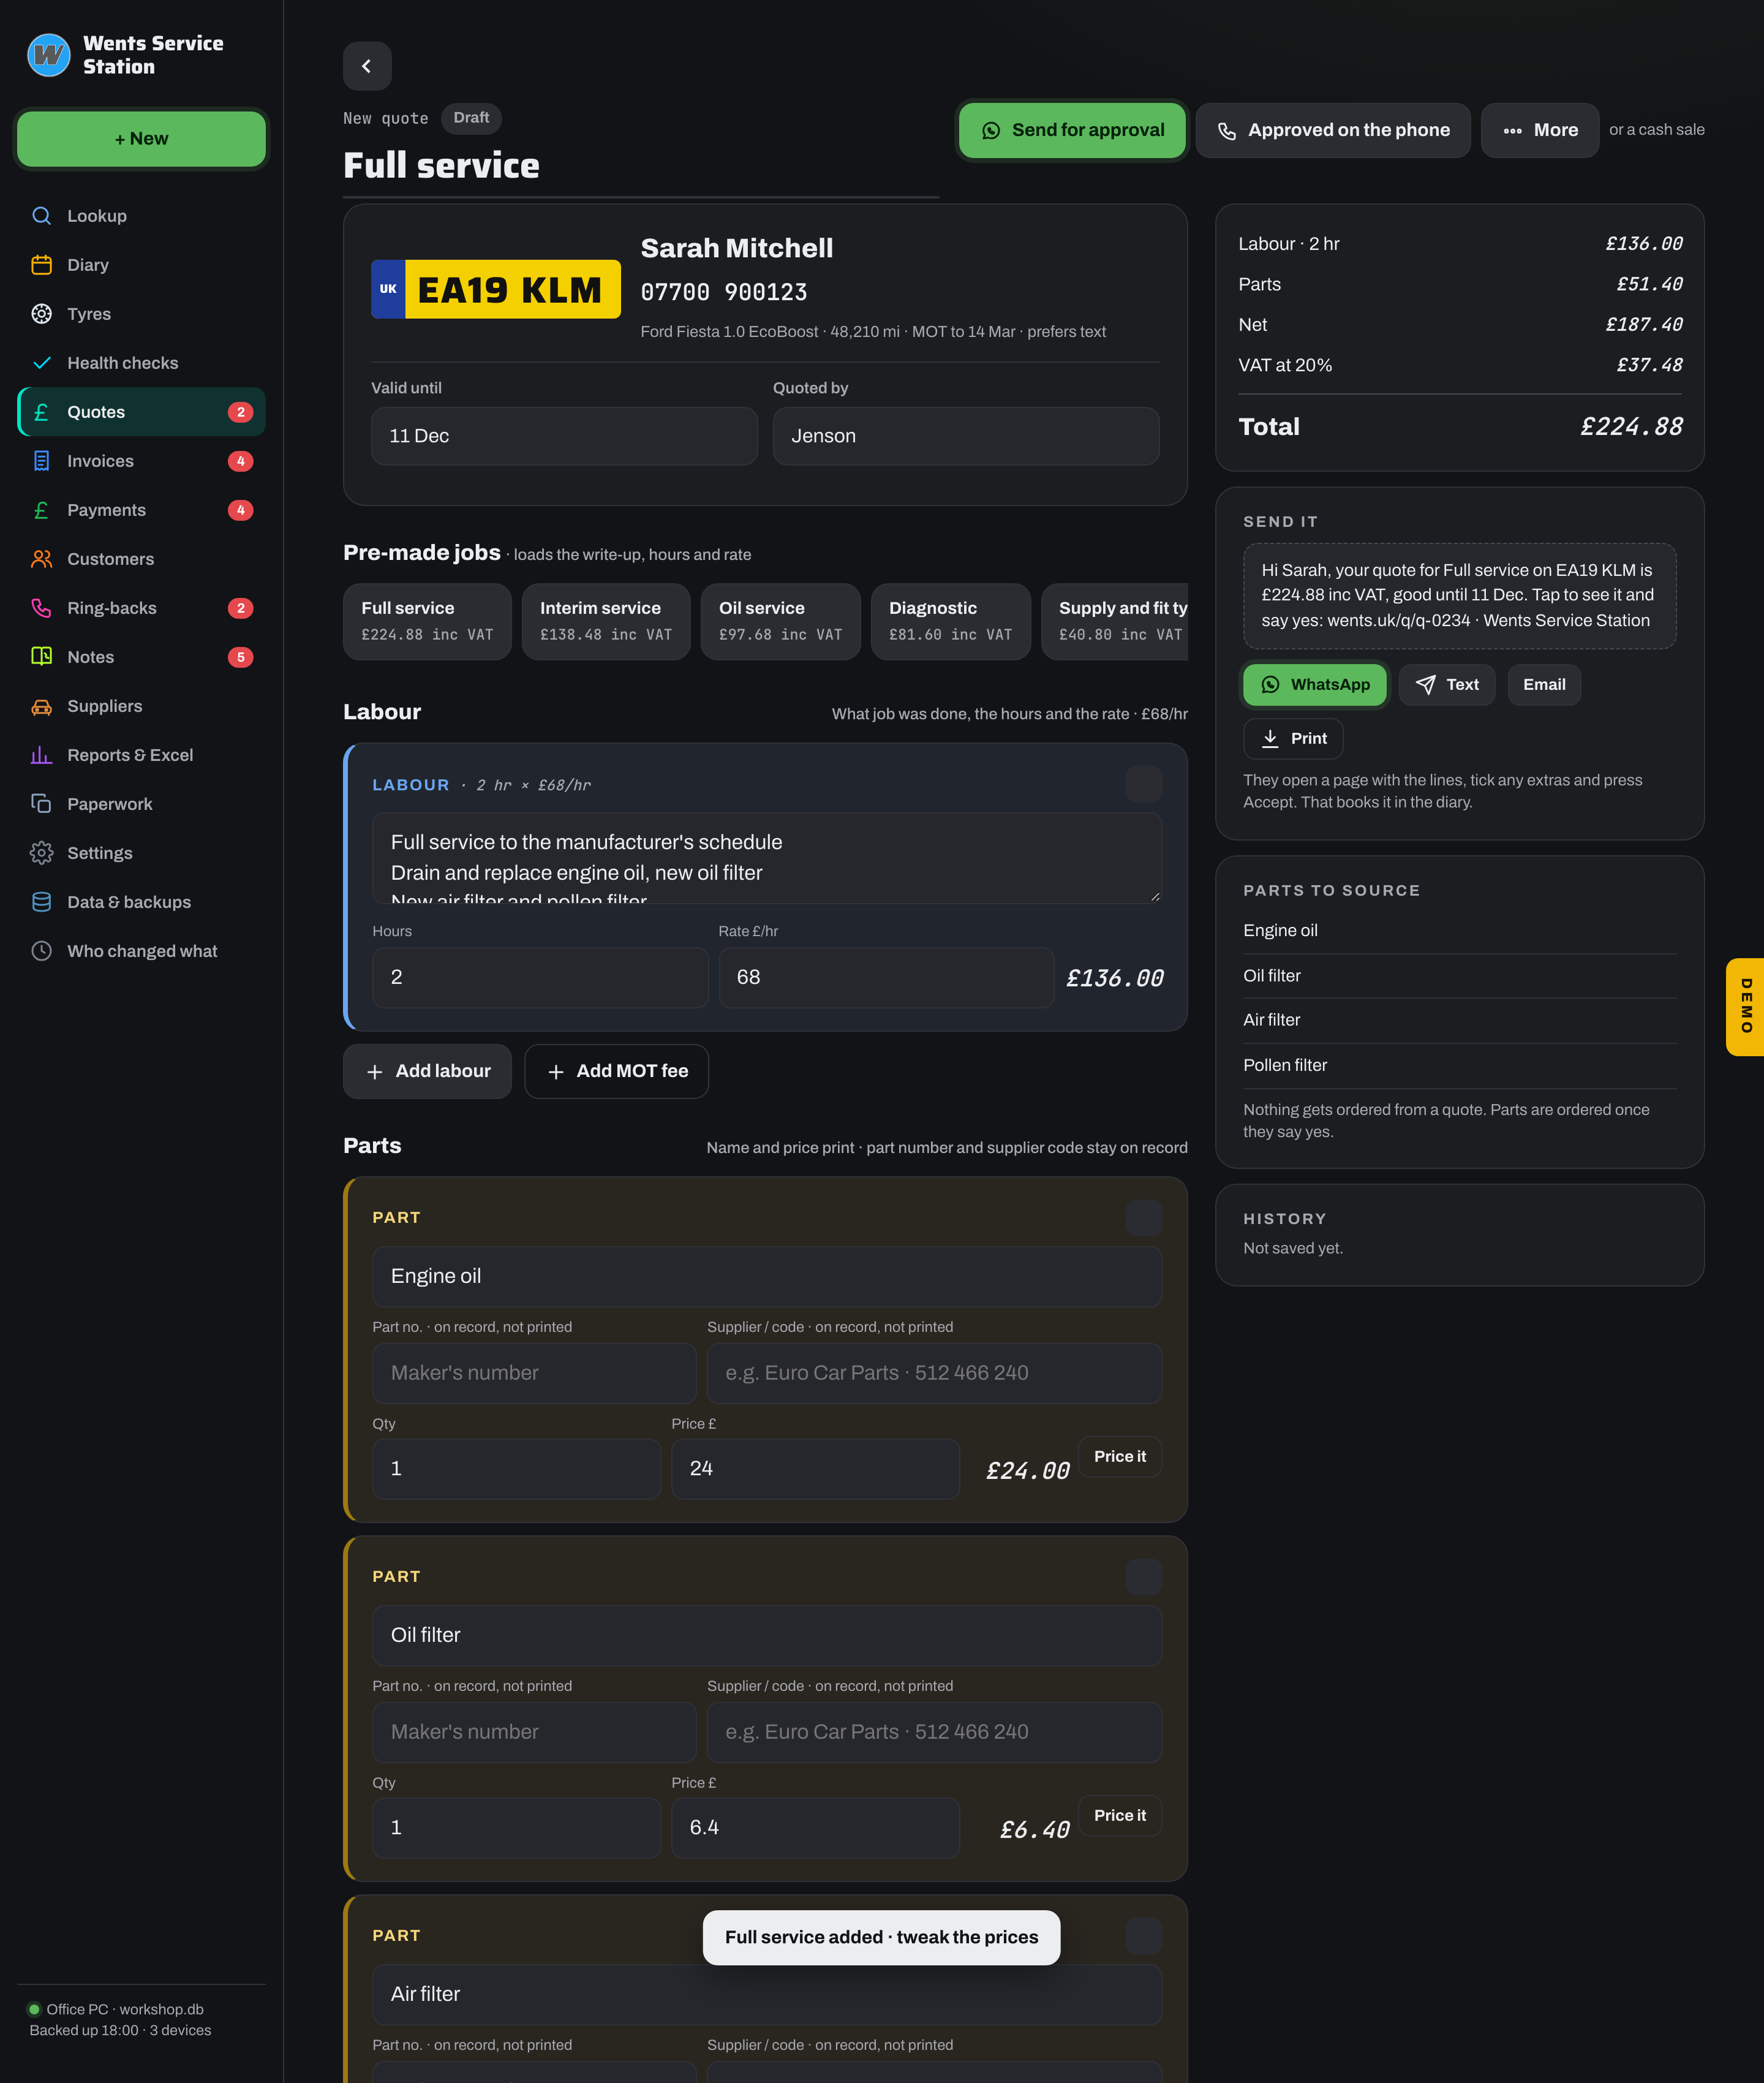 W
Wents Service
Station
+ New
Lookup
Diary
Tyres
Health checks
Quotes 2
Invoices 4
Payments 4
Customers
Ring-backs 2
Notes 5
Suppliers
Reports & Excel
Paperwork
Settings
Data & backups
Who changed what
Office PC · workshop.db
Backed up 18:00 · 3 devices
New quote Draft
Full service
Send for approval
Approved on the phone
More
or a cash sale
UK EA19 KLM
Sarah Mitchell
07700 900123
Ford Fiesta 1.0 EcoBoost · 48,210 mi · MOT to 14 Mar · prefers text
Valid until
11 Dec
Quoted by
Jenson
Pre-made jobs · loads the write-up, hours and rate
Full service
£224.88 inc VAT
Interim service
£138.48 inc VAT
Oil service
£97.68 inc VAT
Diagnostic
£81.60 inc VAT
Supply and fit ty
£40.80 inc VAT
Labour
What job was done, the hours and the rate · £68/hr
LABOUR · 2 hr × £68/hr
Full service to the manufacturer's schedule
Drain and replace engine oil, new oil filter
New air filter and pollen filter
Hours
2
Rate £/hr
68
£136.00
Add labour
Add MOT fee
Parts
Name and price print · part number and supplier code stay on record
PART
Engine oil
Part no. · on record, not printed
Maker's number
Supplier / code · on record, not printed
e.g. Euro Car Parts · 512 466 240
Qty
1
Price £
24
£24.00
Price it
PART
Oil filter
Part no. · on record, not printed
Maker's number
Supplier / code · on record, not printed
e.g. Euro Car Parts · 512 466 240
Qty
1
Price £
6.4
£6.40
Price it
PART
Air filter
Part no. · on record, not printed
Supplier / code · on record, not printed
Full service added · tweak the prices
Labour · 2 hr £136.00
Parts £51.40
Net £187.40
VAT at 20% £37.48
Total £224.88
SEND IT
Hi Sarah, your quote for Full service on EA19 KLM is
£224.88 inc VAT, good until 11 Dec. Tap to see it and
say yes: wents.uk/q/q-0234 · Wents Service Station
WhatsApp
Text
Email
Print
They open a page with the lines, tick any extras and press
Accept. That books it in the diary.
PARTS TO SOURCE
Engine oil
Oil filter
Air filter
Pollen filter
Nothing gets ordered from a quote. Parts are ordered once
they say yes.
HISTORY
Not saved yet.
DEMO